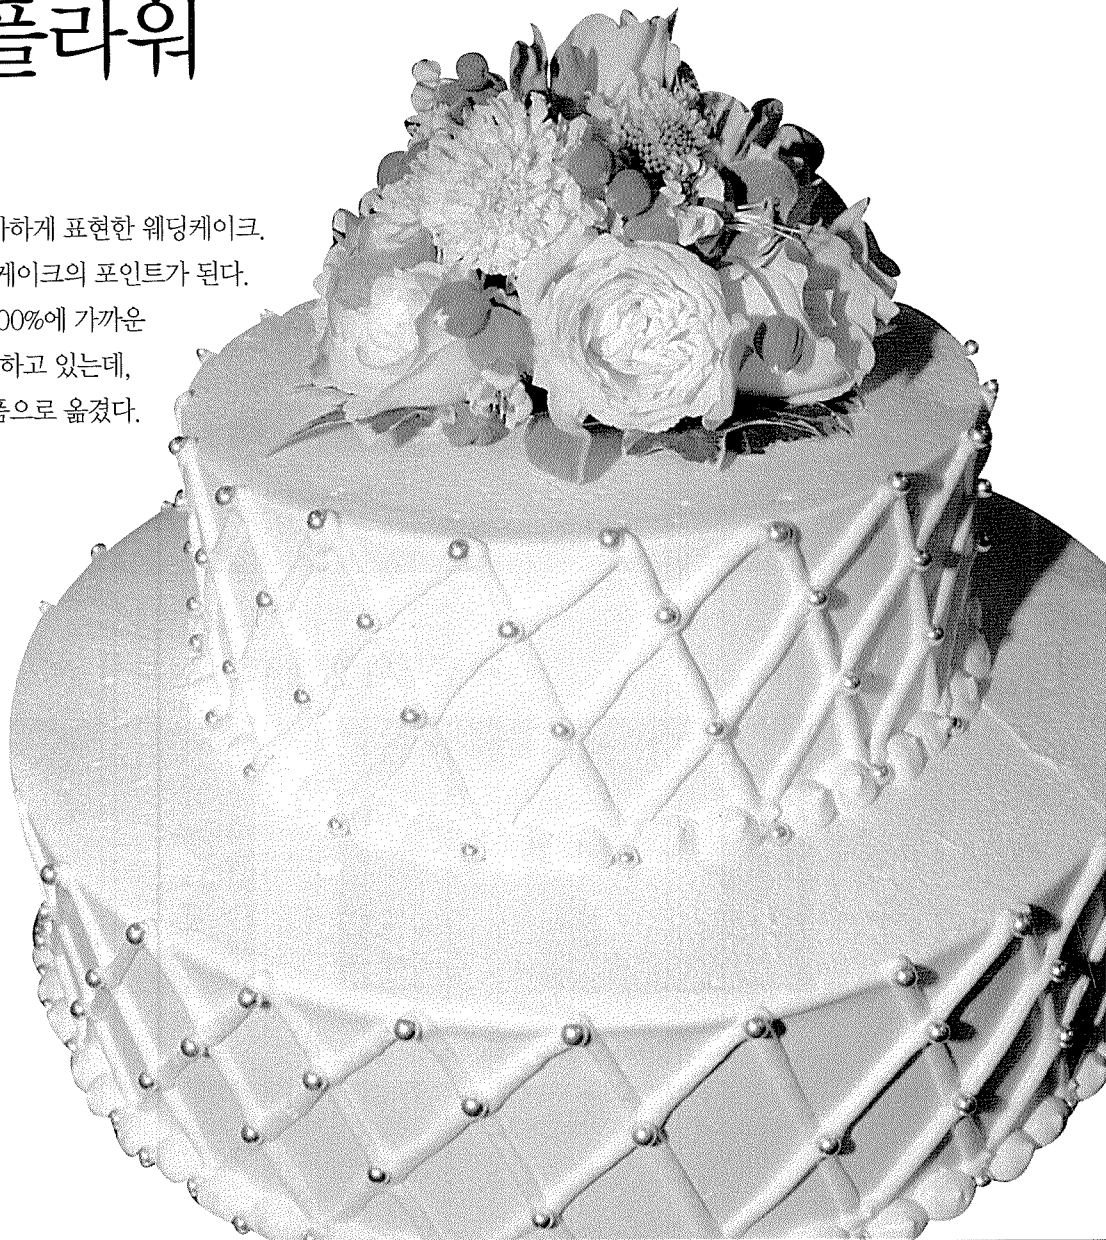 플라워
하게 표현한 웨딩케이크.
케이크의 포인트가 된다.
00%에 가까운
하고 있는데,
품으로 옮겼다.